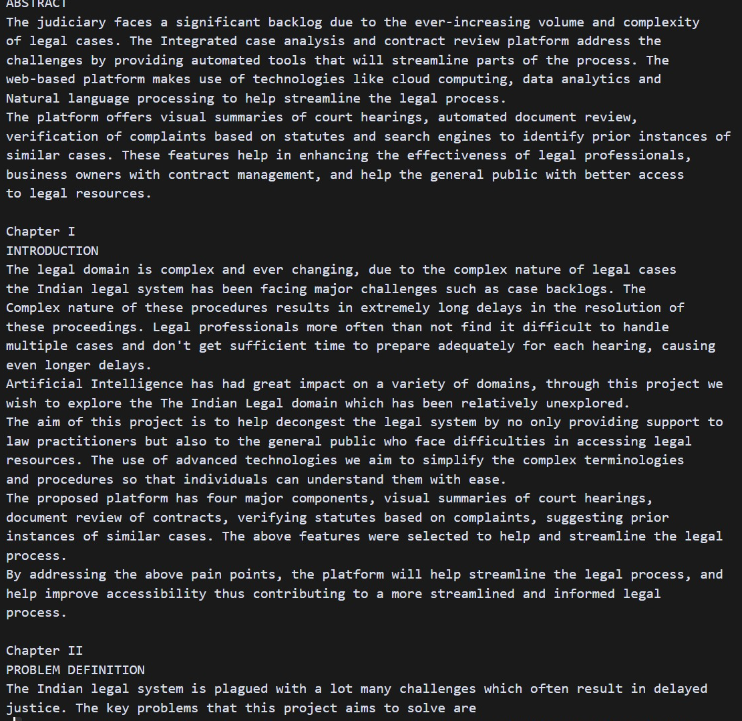 ABSTRACT
The judiciary faces a significant backlog due to the ever-increasing volume and complexity
of legal cases. The Integrated case analysis and contract review platform address the
challenges by providing automated tools that will streamline parts of the process. The
web-based platform makes use of technologies like cloud computing, data analytics and
Natural language processing to help streamline the legal process.
The platform offers visual summaries of court hearings, automated document review,
verification of complaints based on statutes and search engines to identify prior instances of
similar cases. These features help in enhancing the effectiveness of legal professionals,
business owners with contract management, and help the general public with better access
to legal resources.
Chapter I
INTRODUCTION
The legal domain is complex and ever changing, due to the complex nature of legal cases
the Indian legal system has been facing major challenges such as case backlogs. The
Complex nature of these procedures results in extremely long delays in the resolution of
these proceedings. Legal professionals more often than not find it difficult to handle
multiple cases and don't get sufficient time to prepare adequately for each hearing, causing
even longer delays.
Artificial Intelligence has had great impact on a variety of domains, through this project we
wish to explore the The Indian Legal domain which has been relatively unexplored.
The aim of this project is to help decongest the legal system by no only providing support to
law practitioners but also to the general public who face difficulties in accessing legal
resources. The use of advanced technologies we aim to simplify the complex terminologies
and procedures so that individuals can understand them with ease.
The proposed platform has four major components, visual summaries of court hearings,
document review of contracts, verifying statutes based on complaints, suggesting prior
instances of similar cases. The above features were selected to help and streamline the legal
process.
By addressing the above pain points, the platform will help streamline the legal process, and
help improve accessibility thus contributing to a more streamlined and informed legal
process.
Chapter II
PROBLEM DEFINITION
The Indian legal system is plagued with a lot many challenges which often result in delayed
justice. The key problems that this project aims to solve are